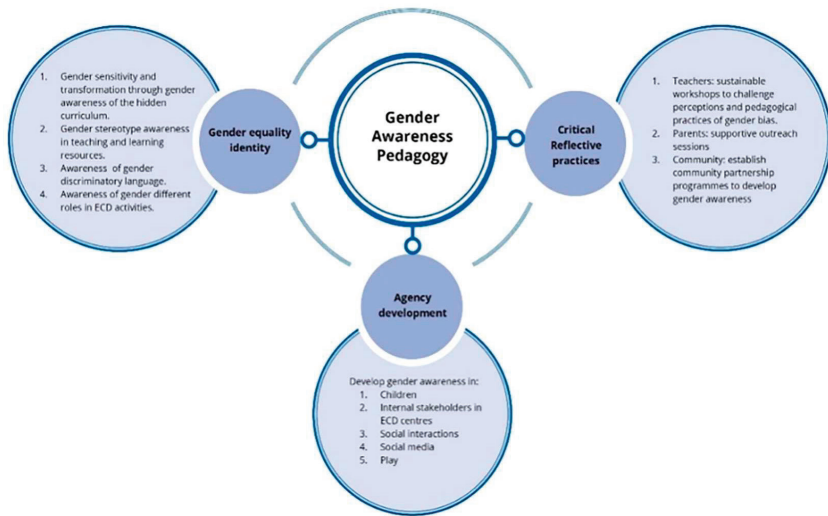 Gender
Awareness
Pedagogy
Gender equality
identity
1. Gender sensitivity and
transformation through gender
awareness of the hidden
curriculum.
2. Gender stereotype awareness
in teaching and learning
resources.
3. Awareness of gender
discriminatory language.
4. Awareness of gender different
roles in ECD activities.
Critical
Reflective
practices
1. Teachers: sustainable
workshops to challenge
perceptions and pedagogical
practices of gender bias.
2. Parents: supportive outreach
sessions
3. Community: establish
community partnership
programmes to develop
gender awareness
Agency
development
Develop gender awareness in:
1. Children
2. Internal stakeholders in
ECD centres
3. Social interactions
4. Social media
5. Play